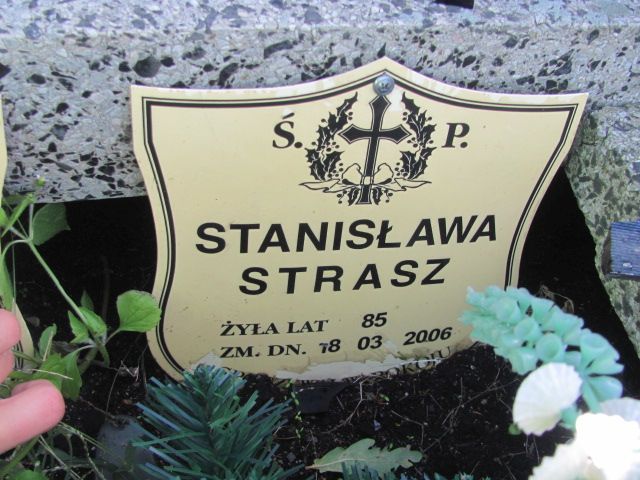 Ś. P.
STANISŁAWA
STRASZ
ŻYŁA LAT 85
ZM. DN. 18 03 2006